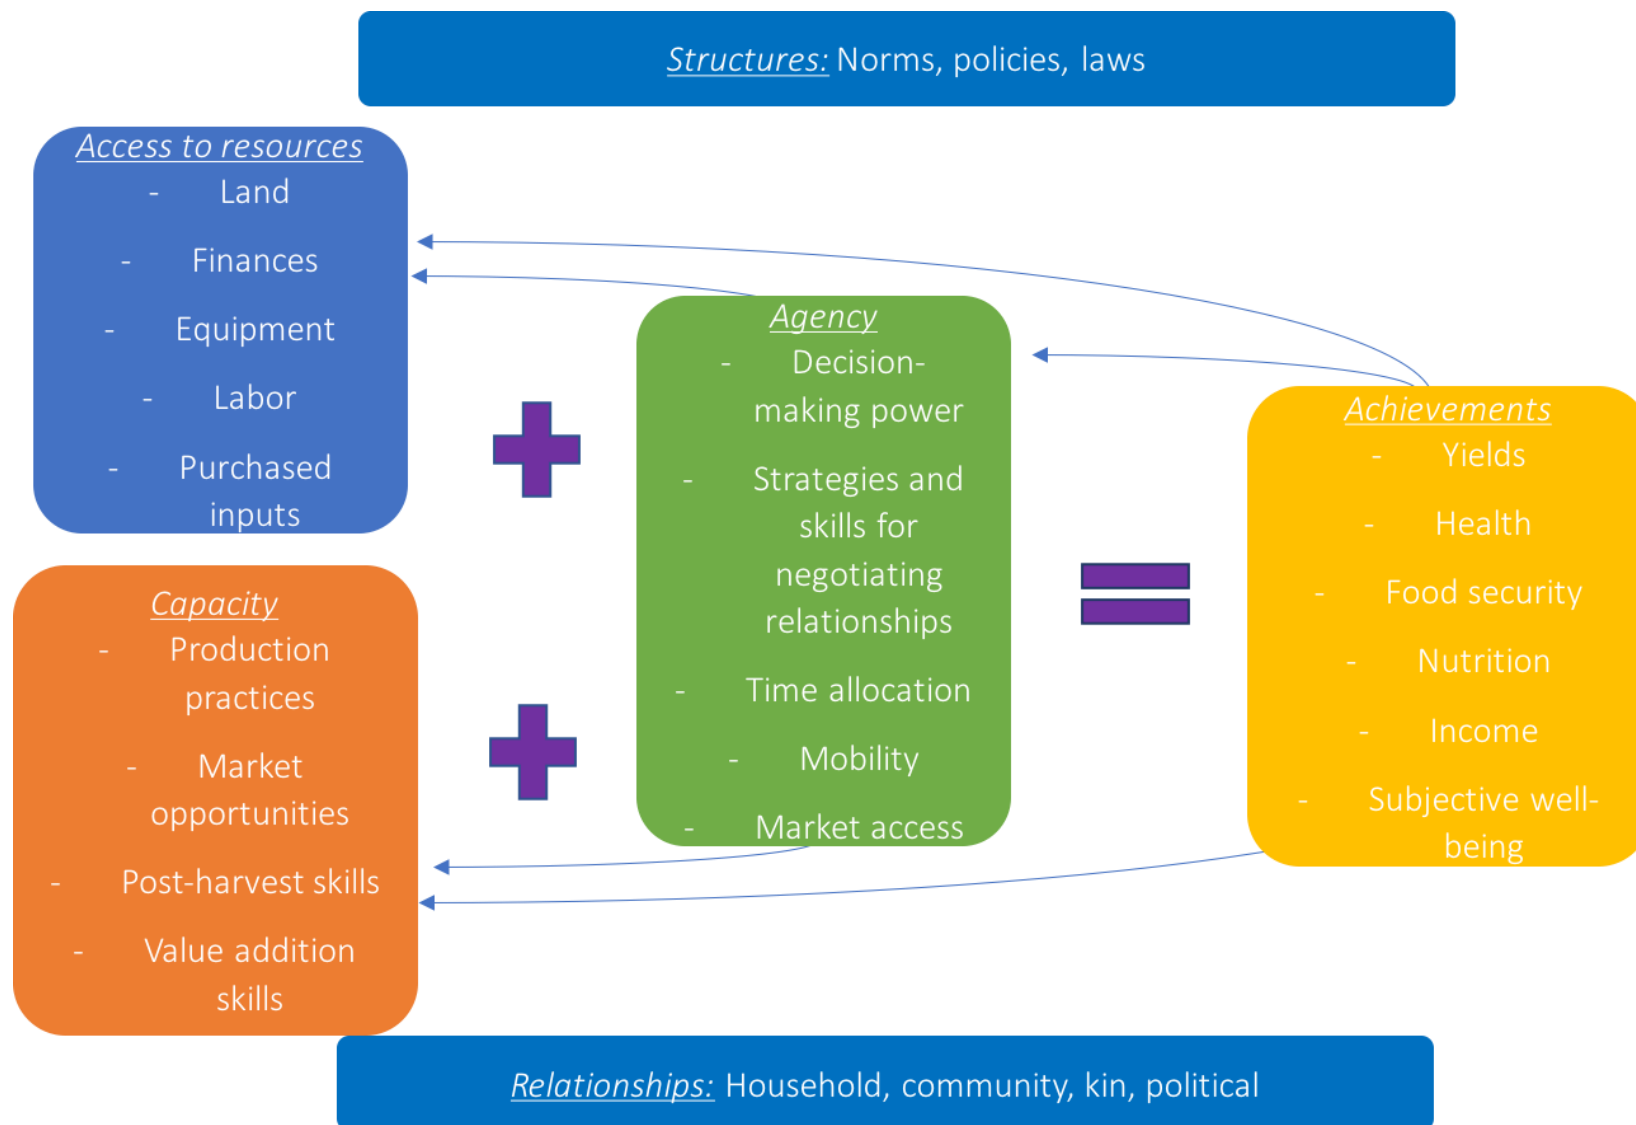 Structures: Norms, policies, laws
Access to resources
- Land
- Finances
- Equipment
- Labor
- Purchased
inputs
Capacity
- Production
practices
- Market
opportunities
- Post-harvest skills
- Value addition
skills
Agency
- Decision-
making power
- Strategies and
skills for
negotiating
relationships
- Time allocation
- Mobility
- Market access
Achievements
- Yields
- Health
- Food security
- Nutrition
- Income
- Subjective well-
being
Relationships: Household, community, kin, political